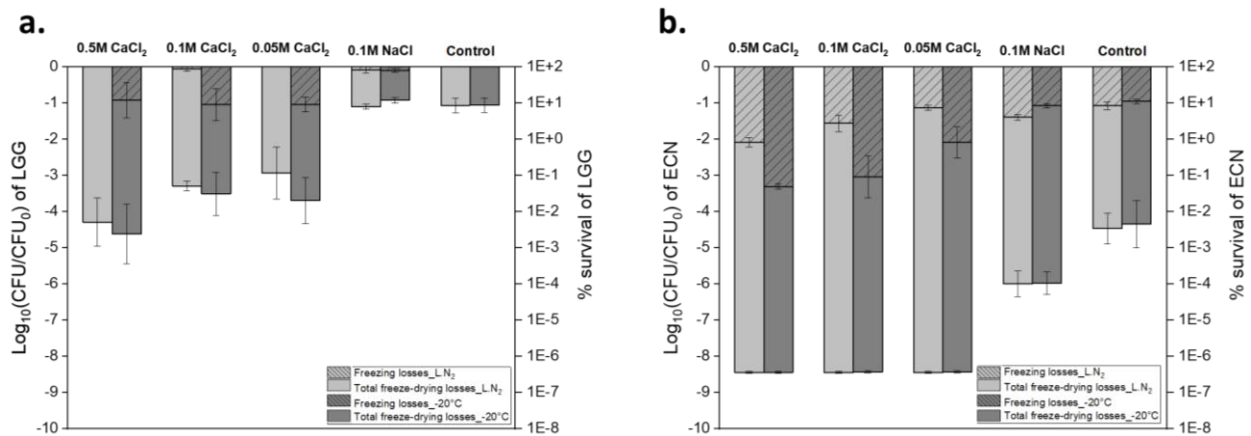 a.
0.5M CaCl₂ 0.1M CaCl₂ 0.05M CaCl₂ 0.1M NaCl Control
0 1E+2
-1 1E+1
-2 1E+0
-3 1E-1
-4 1E-2
-5 1E-3
-6 1E-4
-7 1E-5
-8 1E-6
-9 1E-7
-10 1E-8
Log₁₀(CFU/CFU₀) of LGG
% survival of LGG
Freezing losses_L.N₂
Total freeze-drying losses_L.N₂
Freezing losses_-20°C
Total freeze-drying losses_-20°C
b.
0.5M CaCl₂ 0.1M CaCl₂ 0.05M CaCl₂ 0.1M NaCl Control
0 1E+2
-1 1E+1
-2 1E+0
-3 1E-1
-4 1E-2
-5 1E-3
-6 1E-4
-7 1E-5
-8 1E-6
-9 1E-7
-10 1E-8
Log₁₀(CFU/CFU₀) of ECN
% survival of ECN
Freezing losses_L.N₂
Total freeze-drying losses_L.N₂
Freezing losses_-20°C
Total freeze-drying losses_-20°C